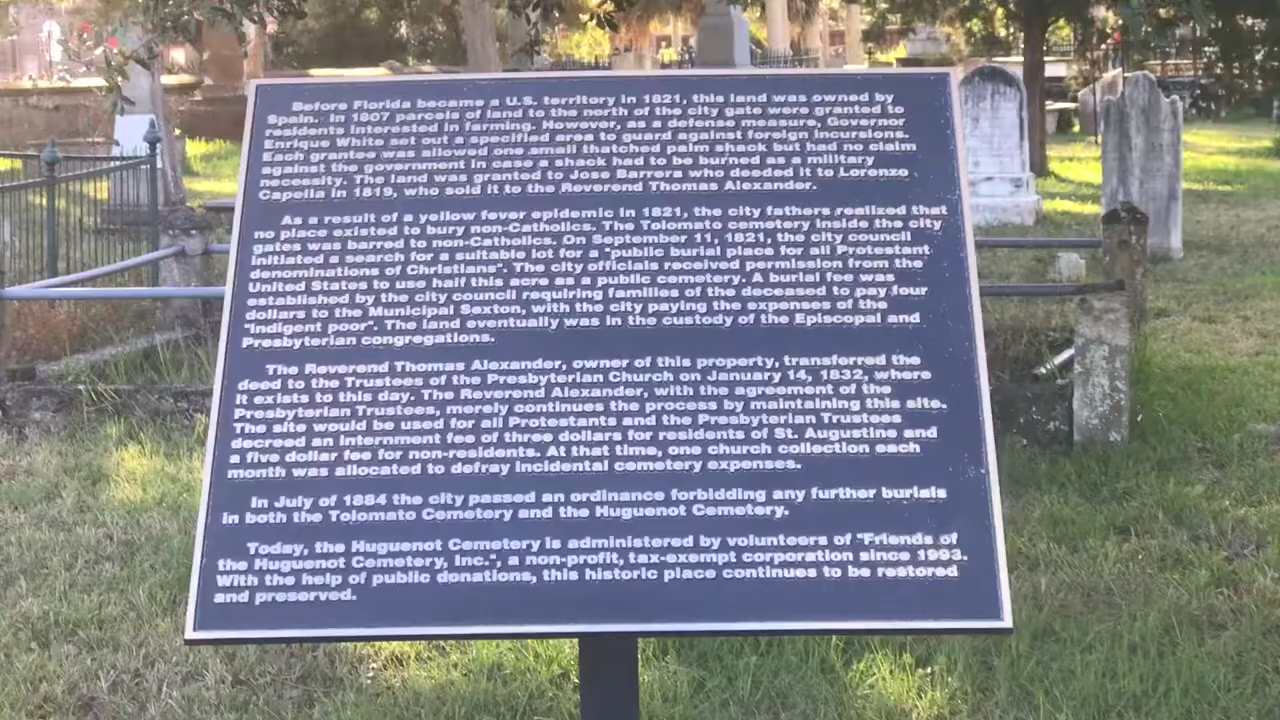 Before Florida became a U.S. territory in 1821, this land was owned by
Spain. In 1807 parcels of land to the north of the city gate were granted to
residents interested in farming. However, as a defense measure, Governor
Enrique White set out a specified area to guard against foreign incursions.
Each grantee was allowed one small thatched palm shack but had no claim
against the government in case a shack had to be burned as a military
necessity. The land was granted to Jose Barrera who deeded it to Lorenzo
Capella in 1819, who sold it to the Reverend Thomas Alexander.
As a result of a yellow fever epidemic in 1821, the city fathers realized that
no place existed to bury non-Catholics. The Tolomato cemetery inside the city
gates was barred to non-Catholics. On September 11, 1821, the city council
initiated a search for a suitable lot for a "public burial place for all Protestant
denominations of Christians". The city officials received permission from the
United States to use half this acre as a public cemetery. A burial fee was
established by the city council requiring families of the deceased to pay four
dollars to the Municipal Sexton, with the city paying the expenses of the
"indigent poor". The land eventually was in the custody of the Episcopal and
Presbyterian congregations.
The Reverend Thomas Alexander, owner of this property, transferred the
deed to the Trustees of the Presbyterian Church on January 14, 1832, where
it exists to this day. The Reverend Alexander, with the agreement of the
Presbyterian Trustees, merely continues the process by maintaining this site.
The site would be used for all Protestants and the Presbyterian Trustees
decreed an internment fee of three dollars for residents of St. Augustine and
a five dollar fee for non-residents. At that time, one church collection each
month was allocated to defray incidental cemetery expenses.
In July of 1884 the city passed an ordinance forbidding any further burials
in both the Tolomato Cemetery and the Huguenot Cemetery.
Today, the Huguenot Cemetery is administered by volunteers of "Friends of
the Huguenot Cemetery, Inc.", a non-profit, tax-exempt corporation since 1993.
With the help of public donations, this historic place continues to be restored
and preserved.